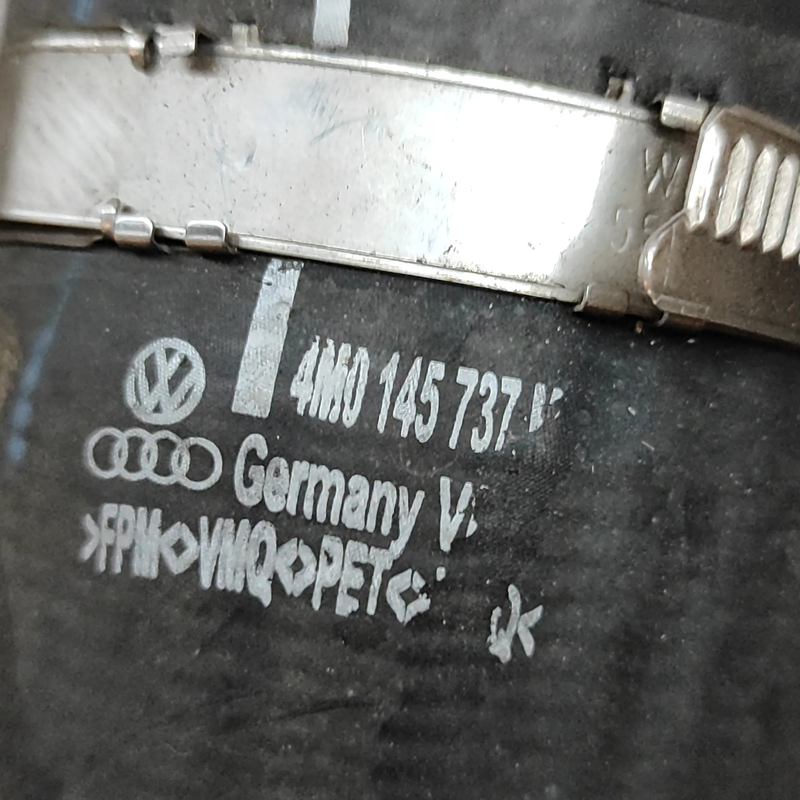 W
4M0 145 737
Germany
>FPM<>VMQ<>PET<